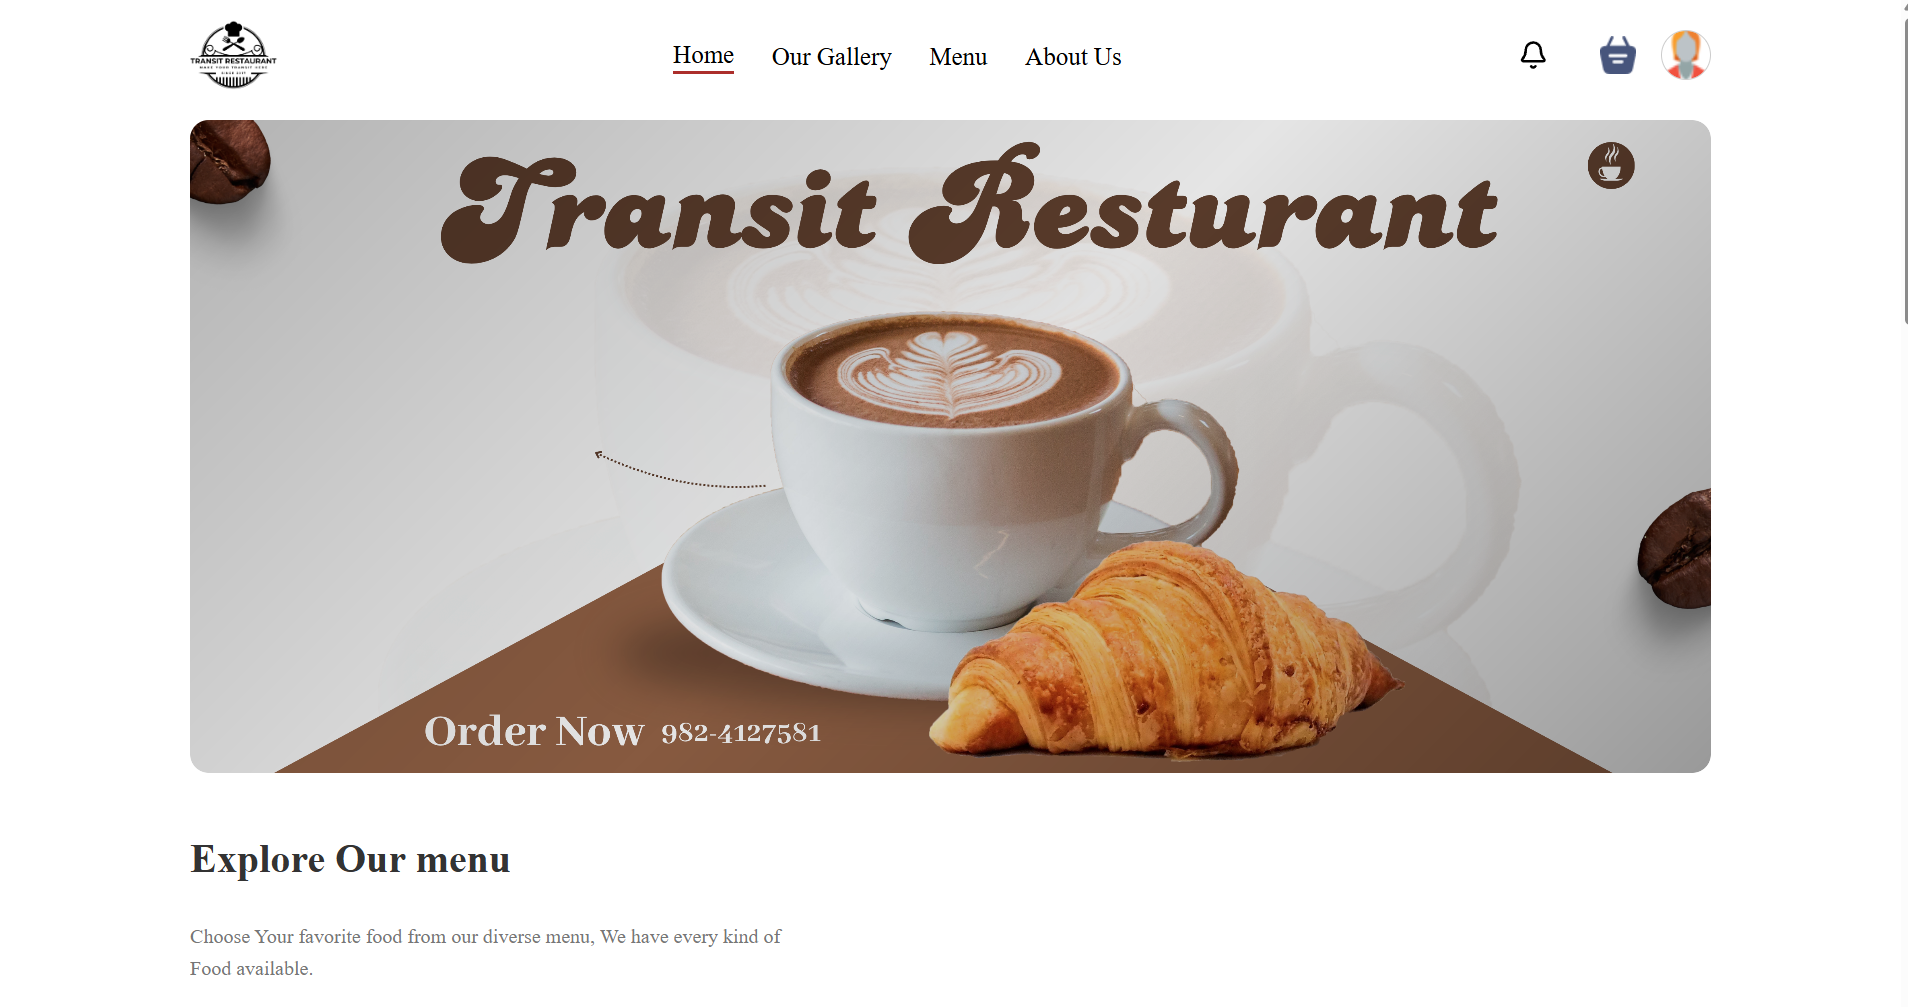 TRANSIT RESTAURANT
Home
Our Gallery
Menu
About Us
Transit Resturant
Order Now 982-4127581
Explore Our menu
Choose Your favorite food from our diverse menu, We have every kind of
Food available.